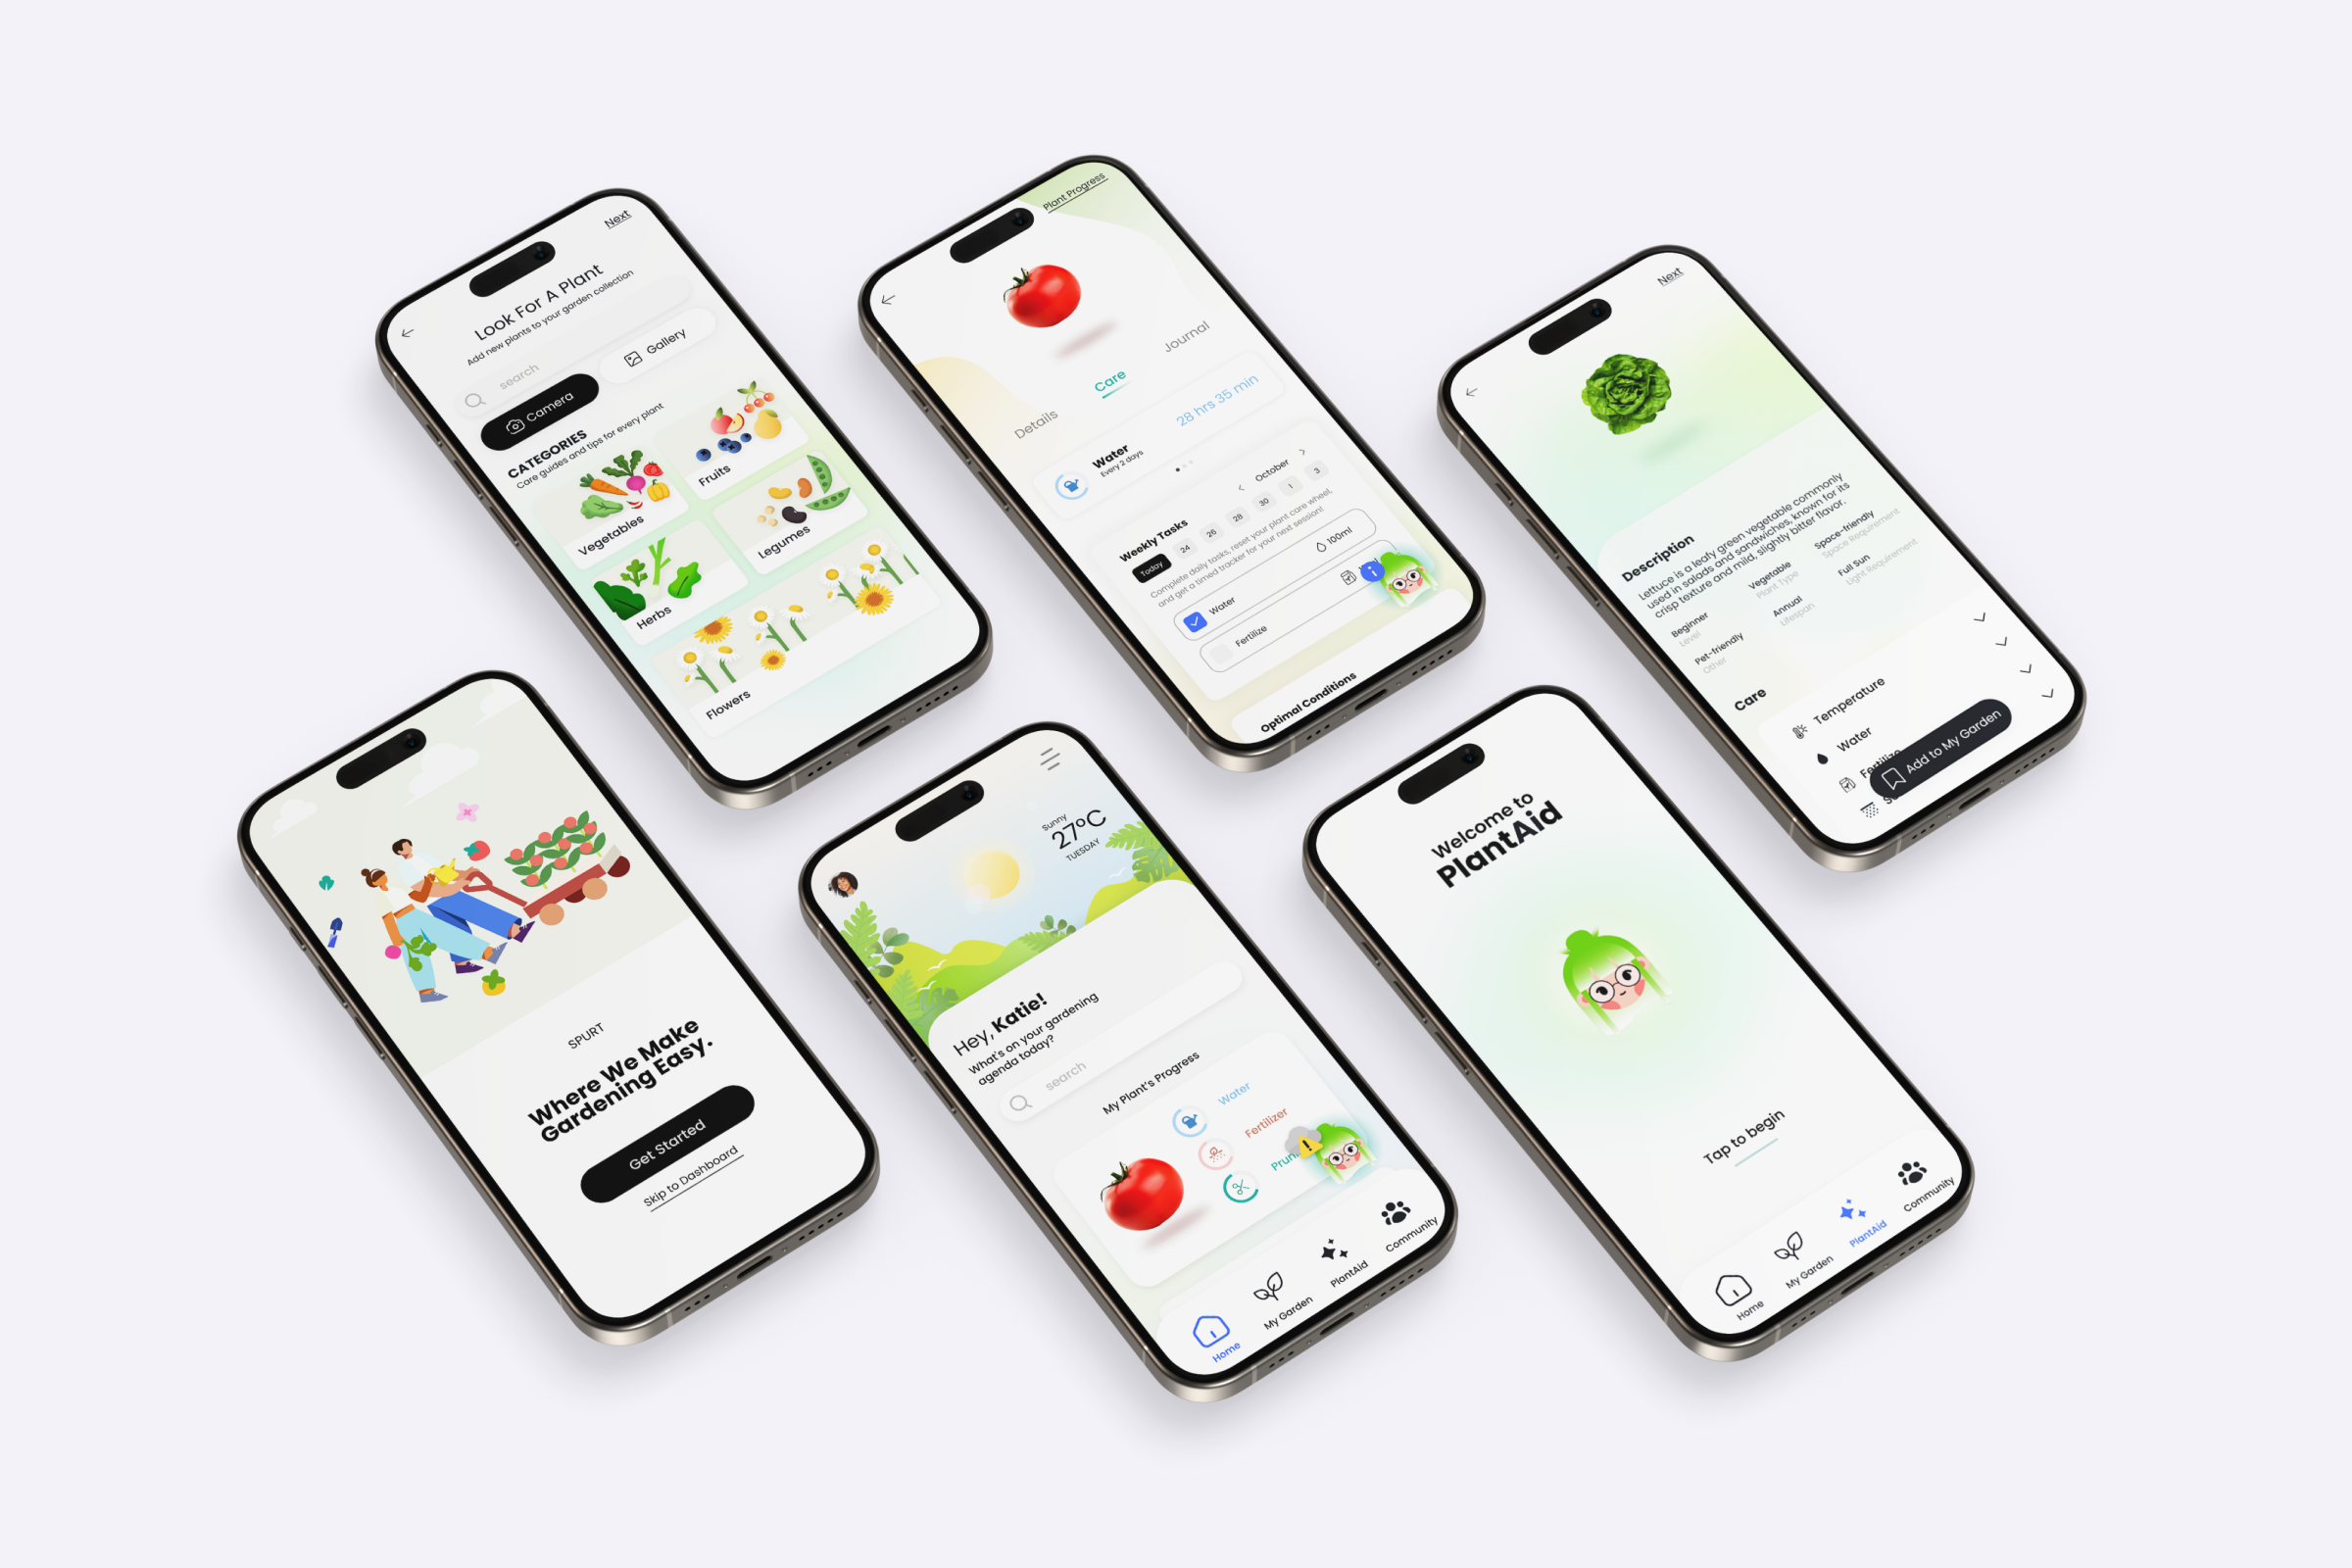 Next
Look For A Plant
Add new plants to your garden collection
search
Camera
Gallery
CATEGORIES
Care guides and tips for every plant
Vegetables
Fruits
Herbs
Legumes
Flowers
Plant Progress
Details
Care
Journal
Water
Every 2 days
28 hrs 35 min
Weekly Tasks
October
Today
24
26
28
30
1
3
Complete daily tasks, reset your plant care wheel,
and get a timed tracker for your next session!
Water
100ml
Fertilize
Optimal Conditions
Next
Description
Lettuce is a leafy green vegetable commonly
used in salads and sandwiches, known for its
crisp texture and mild, slightly bitter flavor.
Beginner
Level
Vegetable
Plant Type
Space-friendly
Space Requirement
Pet-friendly
Other
Annual
Lifespan
Full Sun
Light Requirement
Care
Temperature
Water
Add to My Garden
SPURT
Where We Make
Gardening Easy.
Get Started
Skip to Dashboard
Sunny
27°C
TUESDAY
Hey, Katie!
What's on your gardening
agenda today?
search
My Plant's Progress
Water
Fertilizer
Home
My Garden
PlantAid
Community
Welcome to
PlantAid
Tap to begin
Home
My Garden
PlantAid
Community